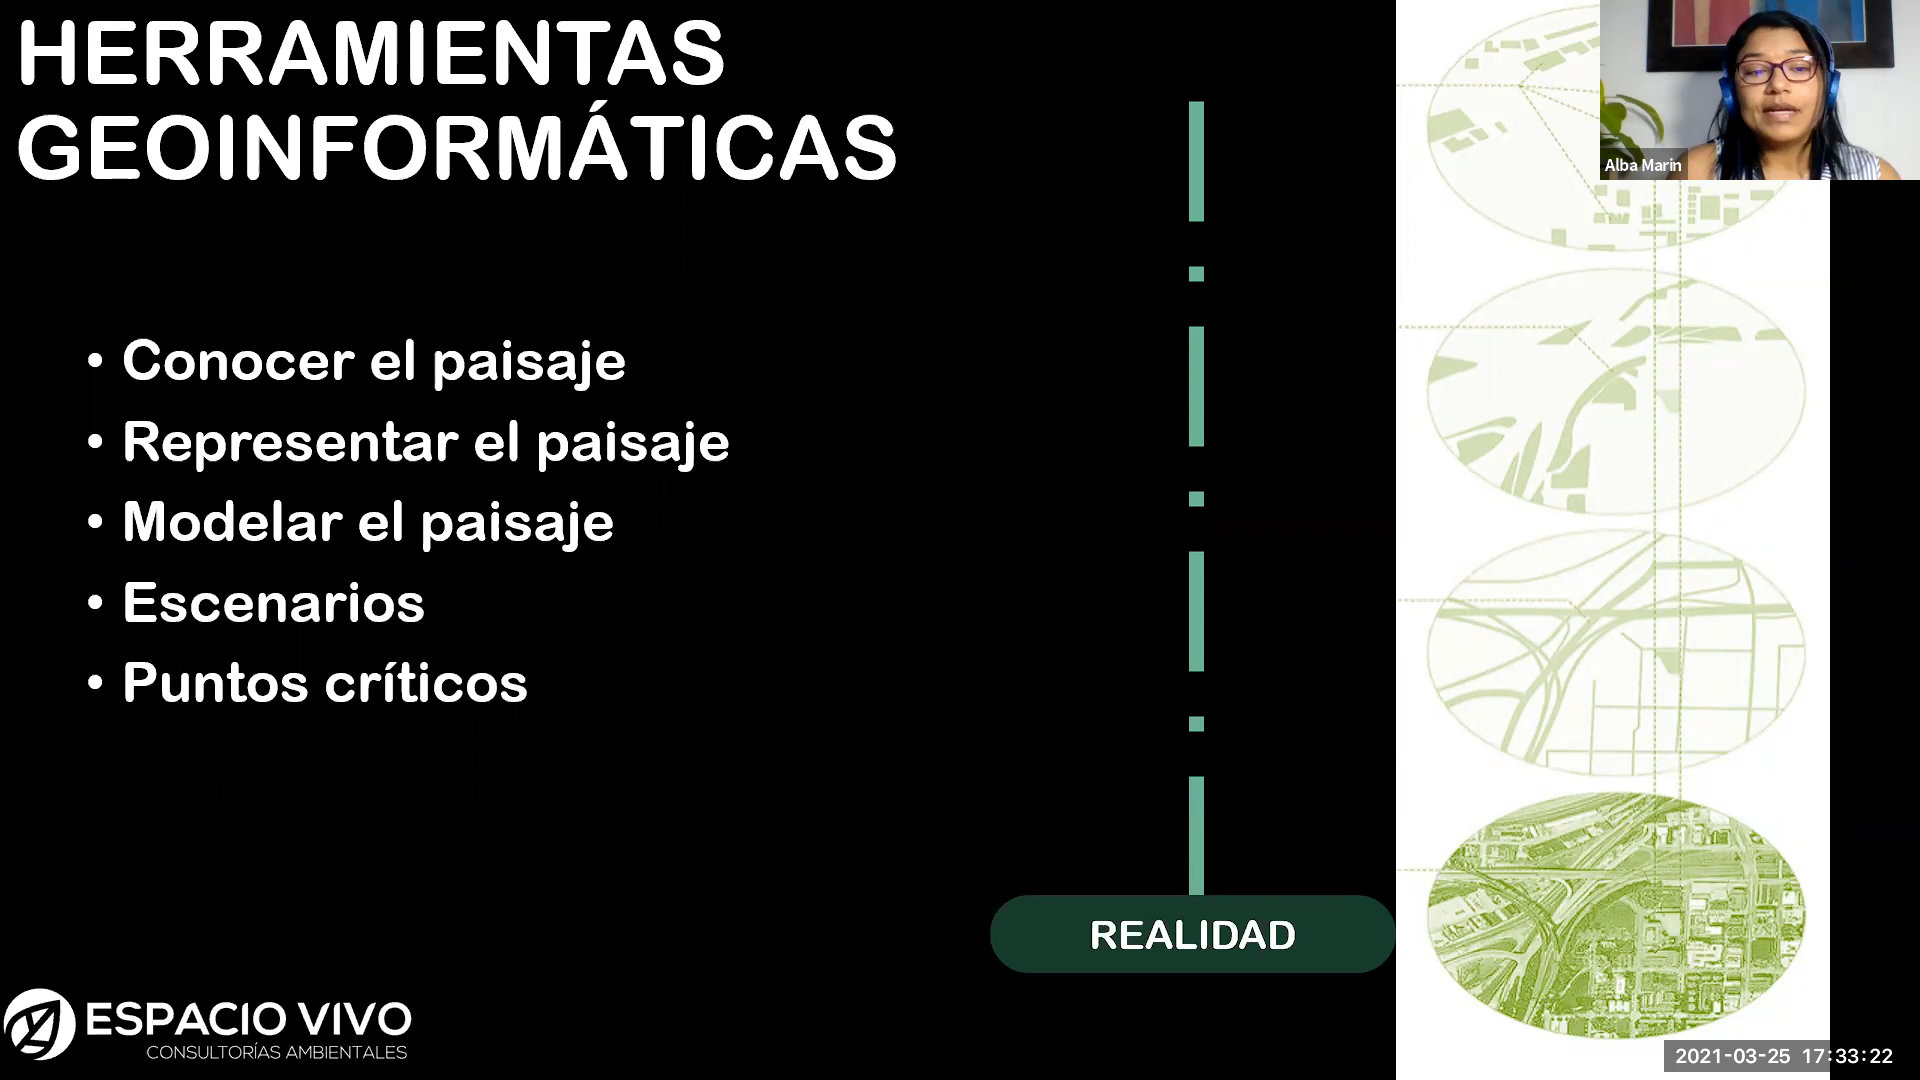 HERRAMIENTAS
GEOINFORMÁTICAS
• Conocer el paisaje
• Representar el paisaje
• Modelar el paisaje
• Escenarios
• Puntos críticos
REALIDAD
Alba Marin
ESPACIO VIVO
CONSULTORÍAS AMBIENTALES
2021-03-25 17:33:22